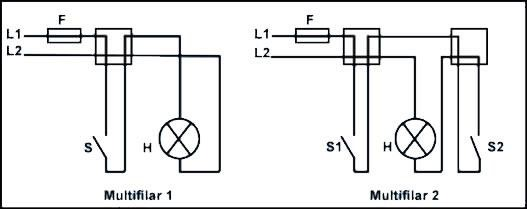 F
L1
L2
S
H
Multifilar 1
F
L1
L2
S1
H
S2
Multifilar 2